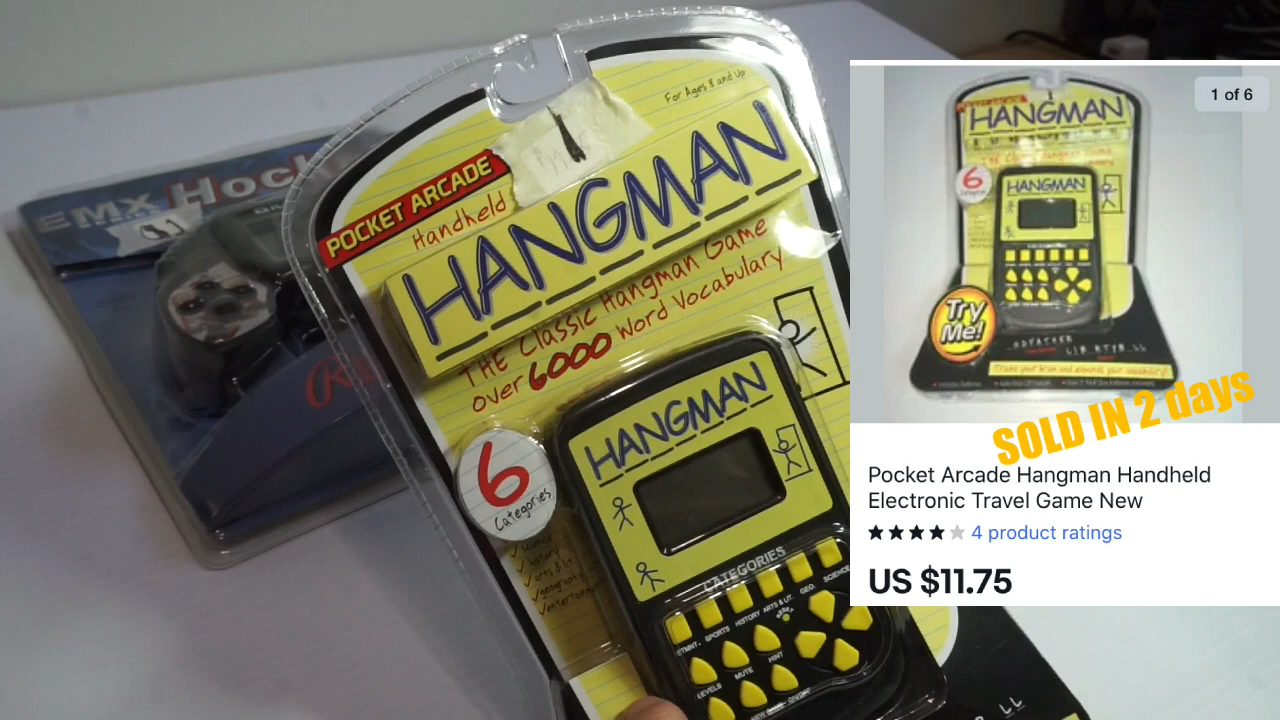 EMX
Hock
91
1
For Ages 8 and Up
POCKET ARCADE
Handheld
HANGMAN
THE Classic Hangman Game
over 6000 Word Vocabulary
6
Categories
HANGMAN
CATEGORIES
SPORTS
HISTORY
ARTS & LIT.
GEO.
SCIENCE
LEVELS
MUTE
HINT
1 of 6
HANGMAN
6
HANGMAN
Try
Me!
SOLD IN 2 days
Pocket Arcade Hangman Handheld
Electronic Travel Game New
4 product ratings
US $11.75